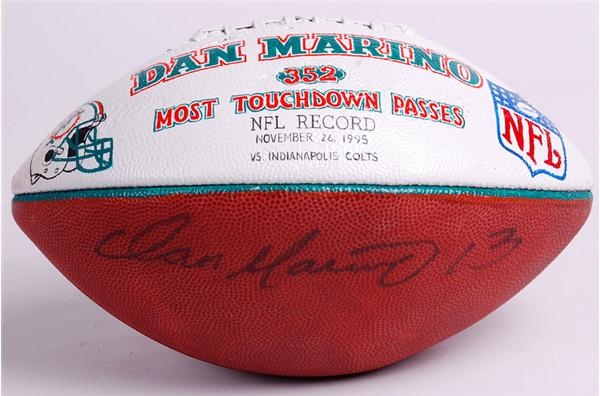 DAN MARINO
352
MOST TOUCHDOWN PASSES
NFL RECORD
NOVEMBER 26, 1995
VS. INDIANAPOLIS COLTS
NFL
Dan Marino 13